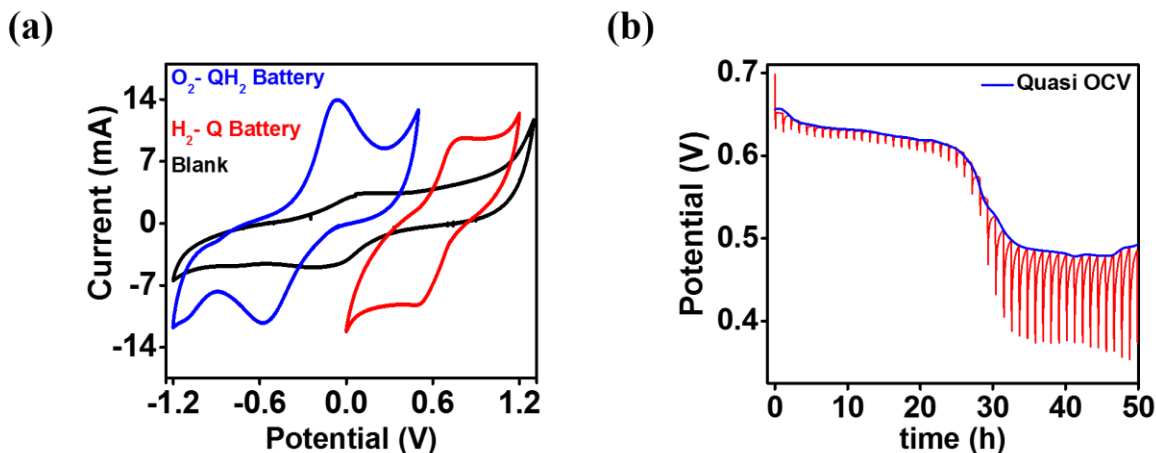 (a)
O₂- QH₂ Battery
H₂- Q Battery
Blank
14
7
0
-7
-14
Current (mA)
-1.2 -0.6 0.0 0.6 1.2
Potential (V)
(b)
Quasi OCV
0.7
0.6
0.5
0.4
Potential (V)
0 10 20 30 40 50
time (h)